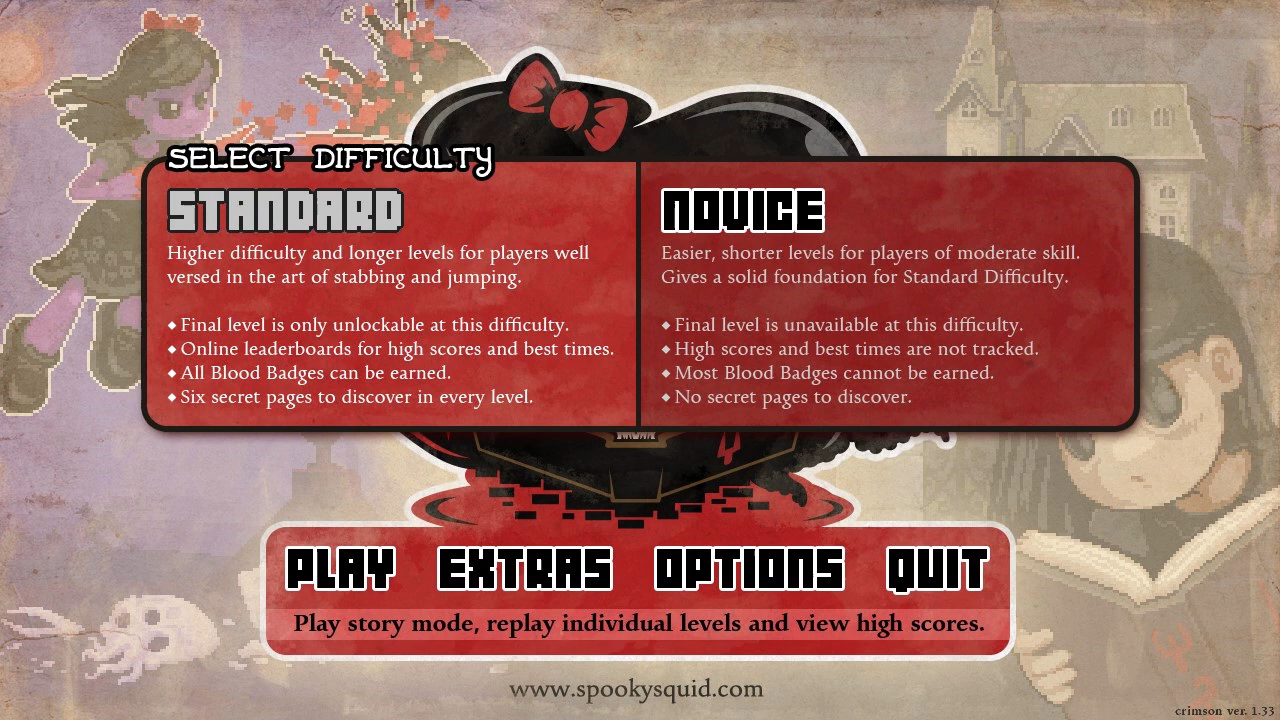 SELECT DIFFICULTY
STANDARD
Higher difficulty and longer levels for players well
versed in the art of stabbing and jumping.
◆ Final level is only unlockable at this difficulty.
◆ Online leaderboards for high scores and best times.
◆ All Blood Badges can be earned.
◆ Six secret pages to discover in every level.
NOVICE
Easier, shorter levels for players of moderate skill.
Gives a solid foundation for Standard Difficulty.
◆ Final level is unavailable at this difficulty.
◆ High scores and best times are not tracked.
◆ Most Blood Badges cannot be earned.
◆ No secret pages to discover.
PLAY EXTRAS OPTIONS QUIT
Play story mode, replay individual levels and view high scores.
www.spookysquid.com
crimson ver. 1.33